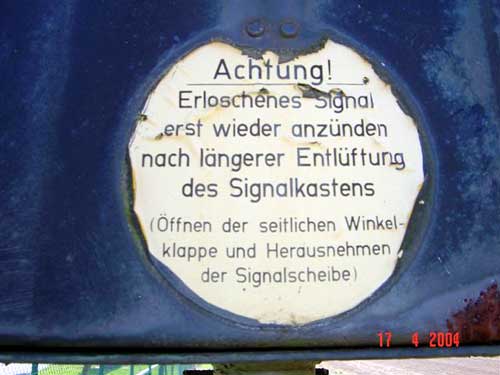 Achtung!
Erloschenes Signal
erst wieder anzünden
nach längerer Entlüftung
des Signalkastens
(Öffnen der seitlichen Winkel-
klappe und Herausnehmen
der Signalscheibe)
17 4 2004